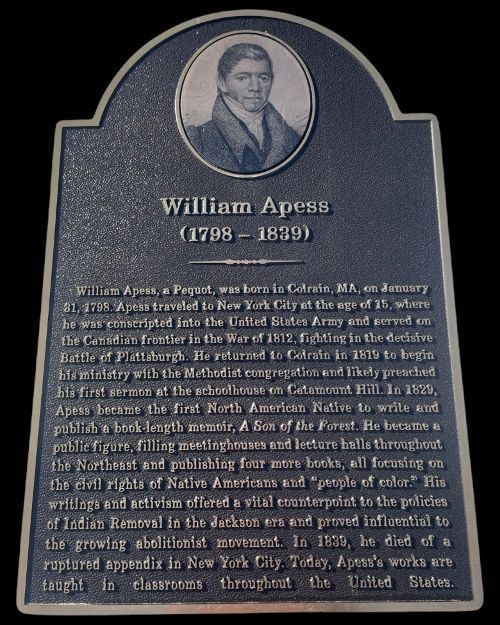 William Apess
(1798 – 1839)
William Apess, a Pequot, was born in Colrain, MA, on January
31, 1798. Apess traveled to New York City at the age of 15, where
he was conscripted into the United States Army and served on
the Canadian frontier in the War of 1812, fighting in the decisive
Battle of Plattsburgh. He returned to Colrain in 1819 to begin
his ministry with the Methodist congregation and likely preached
his first sermon at the schoolhouse on Catamount Hill. In 1829,
Apess became the first North American Native to write and
publish a book-length memoir, A Son of the Forest. He became a
public figure, filling meetinghouses and lecture halls throughout
the Northeast and publishing four more books, all focusing on
the civil rights of Native Americans and “people of color.” His
writings and activism offered a vital counterpoint to the policies
of Indian Removal in the Jackson era and proved influential to
the growing abolitionist movement. In 1839, he died of a
ruptured appendix in New York City. Today, Apess’s works are
taught in classrooms throughout the United States.